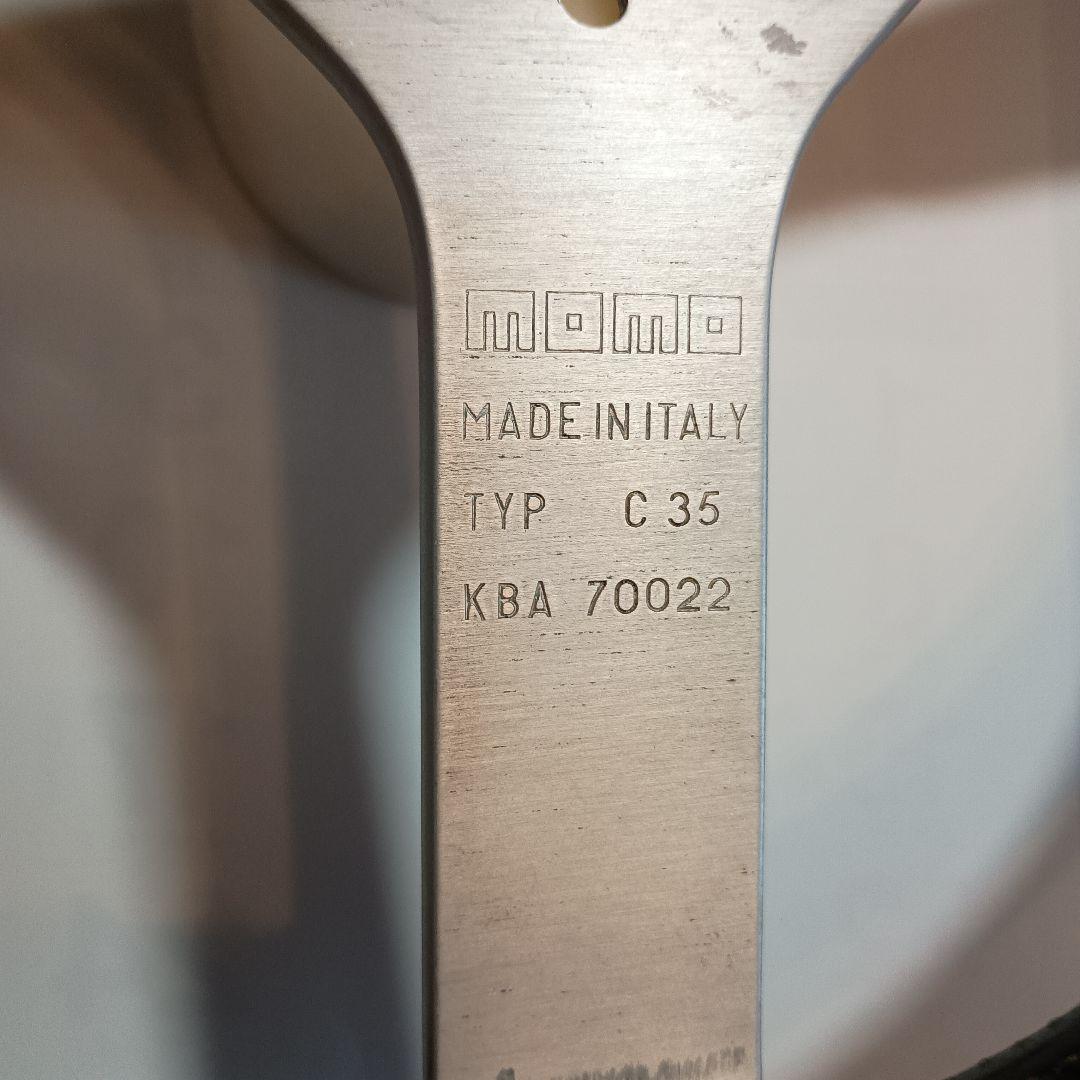 momo
MADE IN ITALY
TYP C 35
KBA 70022